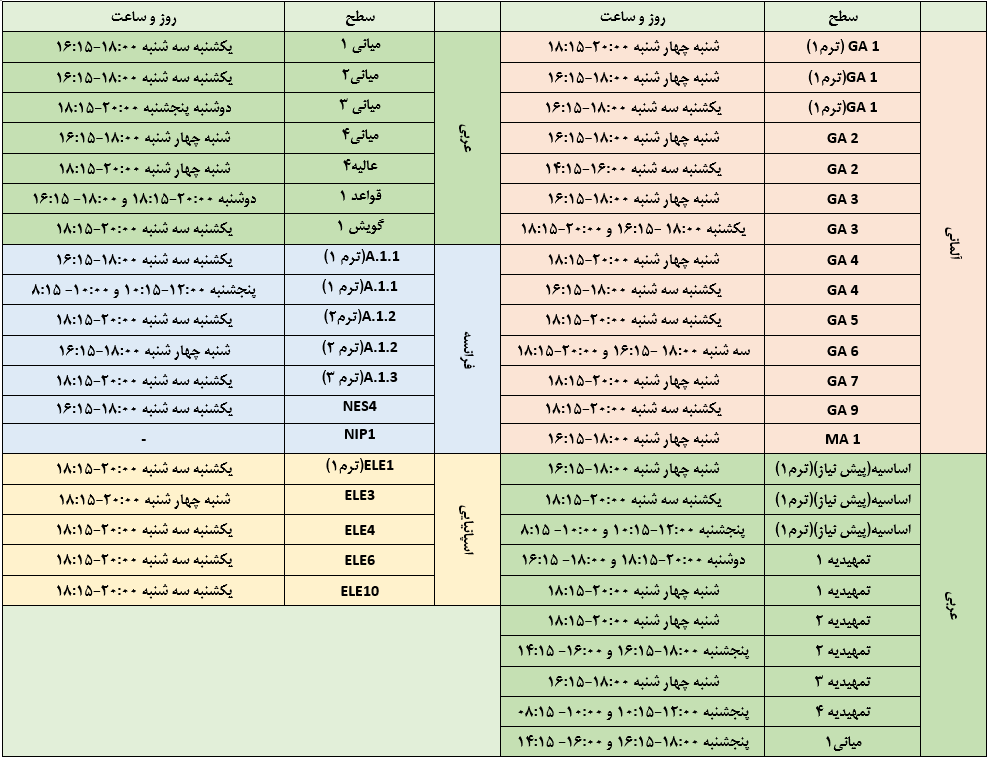 سطح روز و ساعت
آلمانی
GA 1 (ترم۱) شنبه چهار شنبه ۲۰:۰۰-۱۸:۱۵
GA 1(ترم۱) شنبه چهار شنبه ۱۸:۰۰-۱۶:۱۵
GA 1(ترم۱) یکشنبه سه شنبه ۱۸:۰۰-۱۶:۱۵
GA 2 شنبه چهار شنبه ۱۸:۰۰-۱۶:۱۵
GA 2 یکشنبه سه شنبه ۱۶:۰۰-۱۴:۱۵
GA 3 شنبه چهار شنبه ۱۸:۰۰-۱۶:۱۵
GA 3 یکشنبه ۱۸:۰۰ -۱۶:۱۵ و ۲۰:۰۰-۱۸:۱۵
GA 4 شنبه چهار شنبه ۲۰:۰۰-۱۸:۱۵
GA 4 یکشنبه سه شنبه ۱۸:۰۰-۱۶:۱۵
GA 5 یکشنبه سه شنبه ۲۰:۰۰-۱۸:۱۵
GA 6 سه شنبه ۱۸:۰۰ -۱۶:۱۵ و ۲۰:۰۰-۱۸:۱۵
GA 7 شنبه چهار شنبه ۲۰:۰۰-۱۸:۱۵
GA 9 یکشنبه سه شنبه ۲۰:۰۰-۱۸:۱۵
MA 1 شنبه چهار شنبه ۱۸:۰۰-۱۶:۱۵
عربی
اساسیه(پیش نیاز)(ترم۱) شنبه چهار شنبه ۱۸:۰۰-۱۶:۱۵
اساسیه(پیش نیاز)(ترم۱) یکشنبه سه شنبه ۲۰:۰۰-۱۸:۱۵
اساسیه(پیش نیاز)(ترم۱) پنجشنبه ۱۲:۰۰-۱۰:۱۵ و ۱۰:۰۰- ۸:۱۵
تمهیدیه ۱ دوشنبه ۲۰:۰۰-۱۸:۱۵ و ۱۸:۰۰- ۱۶:۱۵
تمهیدیه ۱ شنبه چهار شنبه ۲۰:۰۰-۱۸:۱۵
تمهیدیه ۲ شنبه چهار شنبه ۲۰:۰۰-۱۸:۱۵
تمهیدیه ۲ پنجشنبه ۱۸:۰۰-۱۶:۱۵ و ۱۶:۰۰- ۱۴:۱۵
تمهیدیه ۳ شنبه چهار شنبه ۱۸:۰۰-۱۶:۱۵
تمهیدیه ۴ پنجشنبه ۱۲:۰۰-۱۰:۱۵ و ۱۰:۰۰- ۰۸:۱۵
میانی۱ پنجشنبه ۱۸:۰۰-۱۶:۱۵ و ۱۶:۰۰- ۱۴:۱۵
سطح روز و ساعت
عربی
میانی ۱ یکشنبه سه شنبه ۱۸:۰۰-۱۶:۱۵
میانی۲ یکشنبه سه شنبه ۱۸:۰۰-۱۶:۱۵
میانی ۳ دوشنبه پنجشنبه ۲۰:۰۰-۱۸:۱۵
میانی۴ شنبه چهار شنبه ۱۸:۰۰-۱۶:۱۵
عالیه۴ شنبه چهار شنبه ۲۰:۰۰-۱۸:۱۵
قواعد ۱ دوشنبه ۲۰:۰۰-۱۸:۱۵ و ۱۸:۰۰- ۱۶:۱۵
گویش ۱ یکشنبه سه شنبه ۲۰:۰۰-۱۸:۱۵
فرانسه
A.1.1(ترم ۱) یکشنبه سه شنبه ۱۸:۰۰-۱۶:۱۵
A.1.1(ترم ۱) پنجشنبه ۱۲:۰۰-۱۰:۱۵ و ۱۰:۰۰- ۸:۱۵
A.1.2(ترم۲) یکشنبه سه شنبه ۲۰:۰۰-۱۸:۱۵
A.1.2(ترم ۲) شنبه چهار شنبه ۱۸:۰۰-۱۶:۱۵
A.1.3(ترم ۳) یکشنبه سه شنبه ۲۰:۰۰-۱۸:۱۵
NES4 یکشنبه سه شنبه ۱۸:۰۰-۱۶:۱۵
NIP1 -
اسپانیایی
ELE1(ترم۱) یکشنبه سه شنبه ۲۰:۰۰-۱۸:۱۵
ELE3 شنبه چهار شنبه ۲۰:۰۰-۱۸:۱۵
ELE4 یکشنبه سه شنبه ۲۰:۰۰-۱۸:۱۵
ELE6 یکشنبه سه شنبه ۲۰:۰۰-۱۸:۱۵
ELE10 یکشنبه سه شنبه ۲۰:۰۰-۱۸:۱۵